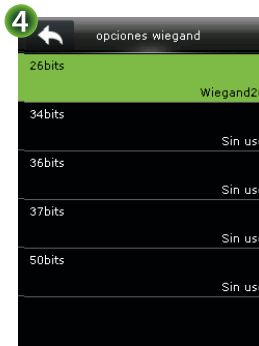 4
opciones wiegand
26bits
Wiegand2
34bits
Sin us
36bits
Sin us
37bits
Sin us
50bits
Sin us